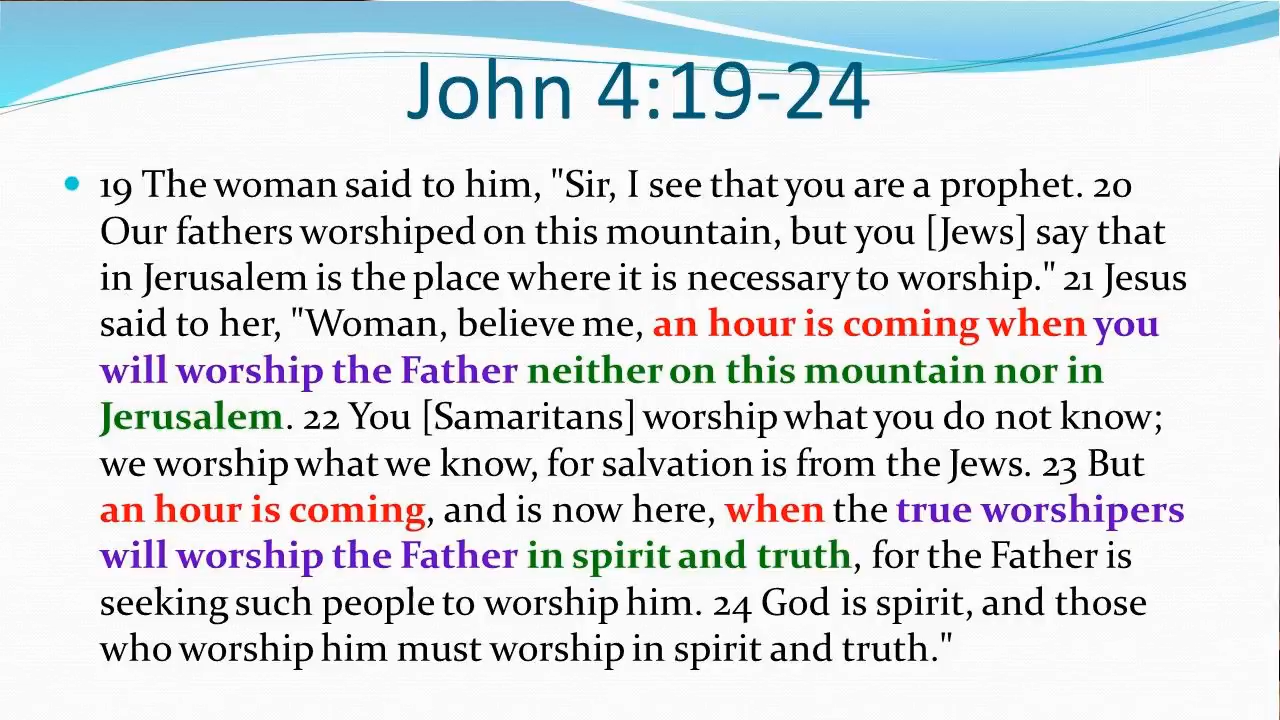 John 4:19-24
• 19 The woman said to him, "Sir, I see that you are a prophet. 20
Our fathers worshiped on this mountain, but you [Jews] say that
in Jerusalem is the place where it is necessary to worship." 21 Jesus
said to her, "Woman, believe me, an hour is coming when you
will worship the Father neither on this mountain nor in
Jerusalem. 22 You [Samaritans] worship what you do not know;
we worship what we know, for salvation is from the Jews. 23 But
an hour is coming, and is now here, when the true worshipers
will worship the Father in spirit and truth, for the Father is
seeking such people to worship him. 24 God is spirit, and those
who worship him must worship in spirit and truth."